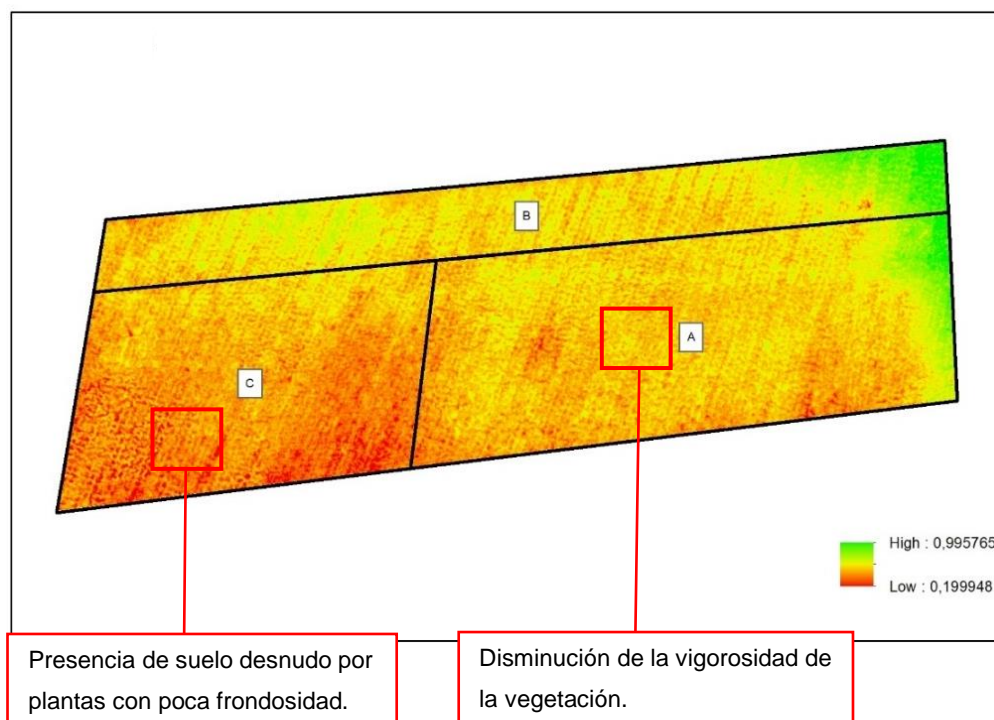 B
A
C
High : 0,995765
Low : 0,199948
Presencia de suelo desnudo por
plantas con poca frondosidad.
Disminución de la vigorosidad de
la vegetación.